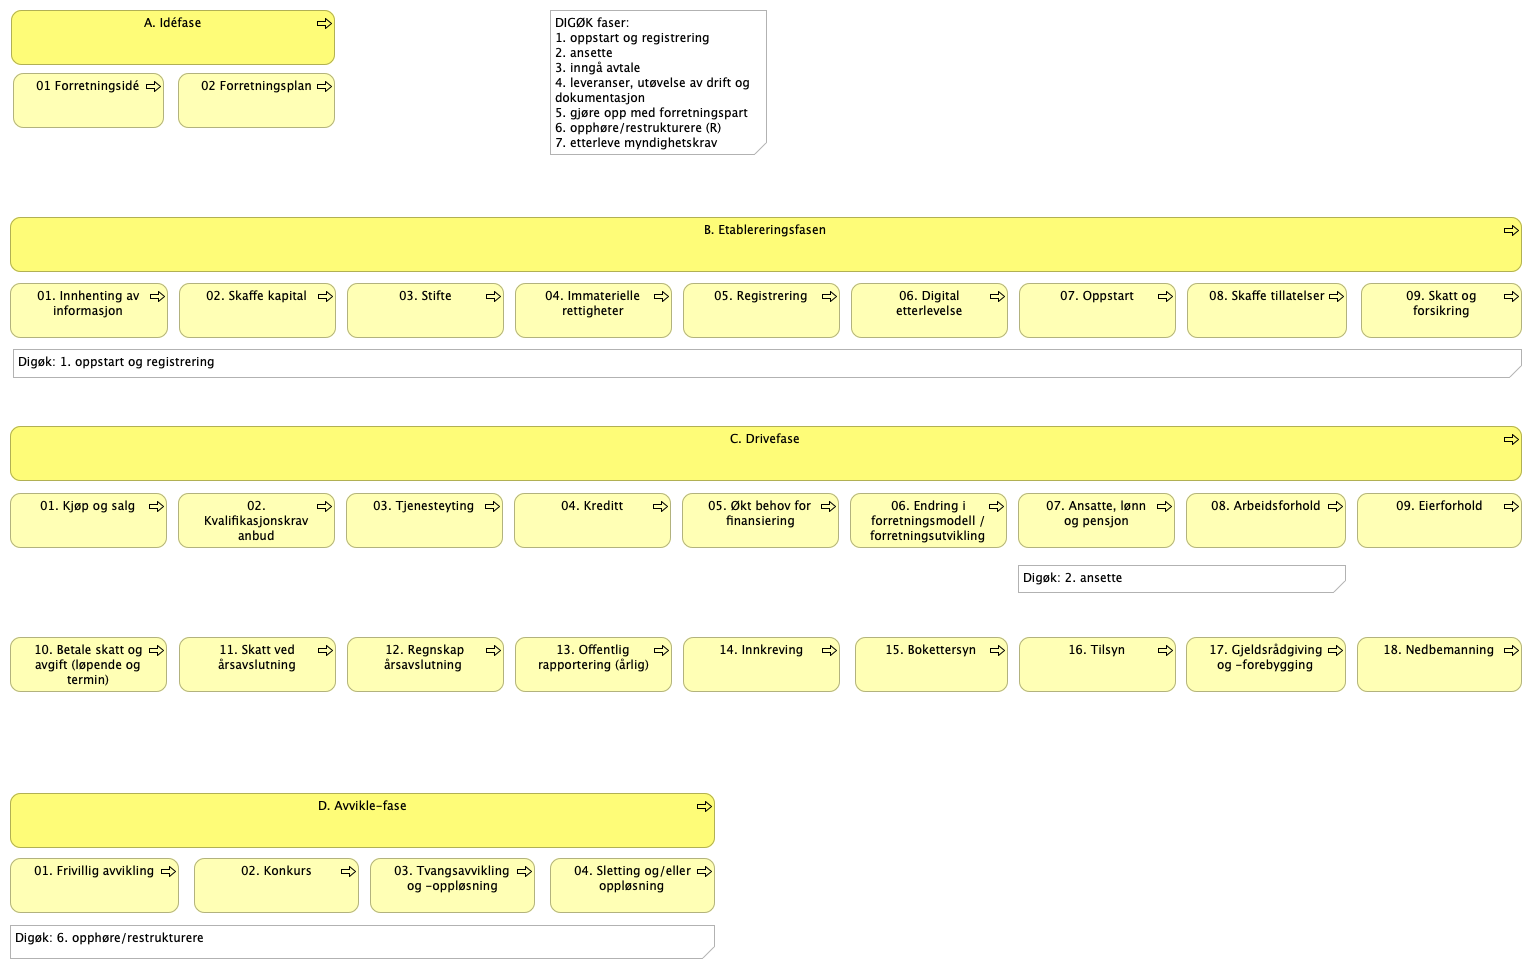 A. Idéfase
01 Forretningsidé
02 Forretningsplan
DIGØK faser:
1. oppstart og registrering
2. ansette
3. inngå avtale
4. leveranser, utøvelse av drift og
dokumentasjon
5. gjøre opp med forretningspart
6. opphøre/restrukturere (R)
7. etterleve myndighetskrav
B. Etablereringsfasen
01. Innhenting av
informasjon
02. Skaffe kapital
03. Stifte
04. Immaterielle
rettigheter
05. Registrering
06. Digital
etterlevelse
07. Oppstart
08. Skaffe tillatelser
09. Skatt og
forsikring
Digøk: 1. oppstart og registrering
C. Drivefase
01. Kjøp og salg
02.
Kvalifikasjonskrav
anbud
03. Tjenesteyting
04. Kreditt
05. Økt behov for
finansiering
06. Endring i
forretningsmodell /
forretningsutvikling
07. Ansatte, lønn
og pensjon
08. Arbeidsforhold
09. Eierforhold
Digøk: 2. ansette
10. Betale skatt og
avgift (løpende og
termin)
11. Skatt ved
årsavslutning
12. Regnskap
årsavslutning
13. Offentlig
rapportering (årlig)
14. Innkreving
15. Bokettersyn
16. Tilsyn
17. Gjeldsrådgiving
og -forebygging
18. Nedbemanning
D. Avvikle-fase
01. Frivillig avvikling
02. Konkurs
03. Tvangsavvikling
og -oppløsning
04. Sletting og/eller
oppløsning
Digøk: 6. opphøre/restrukturere